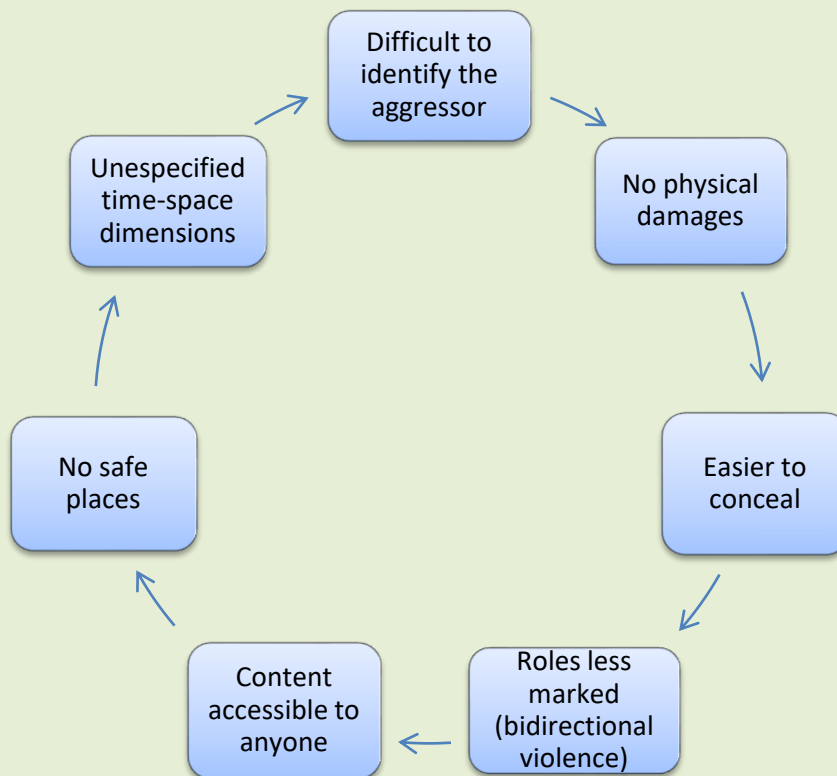 Difficult to
identify the
aggressor
No physical
damages
Easier to
conceal
Roles less
marked
(bidirectional
violence)
Content
accessible to
anyone
No safe
places
Unespecified
time-space
dimensions